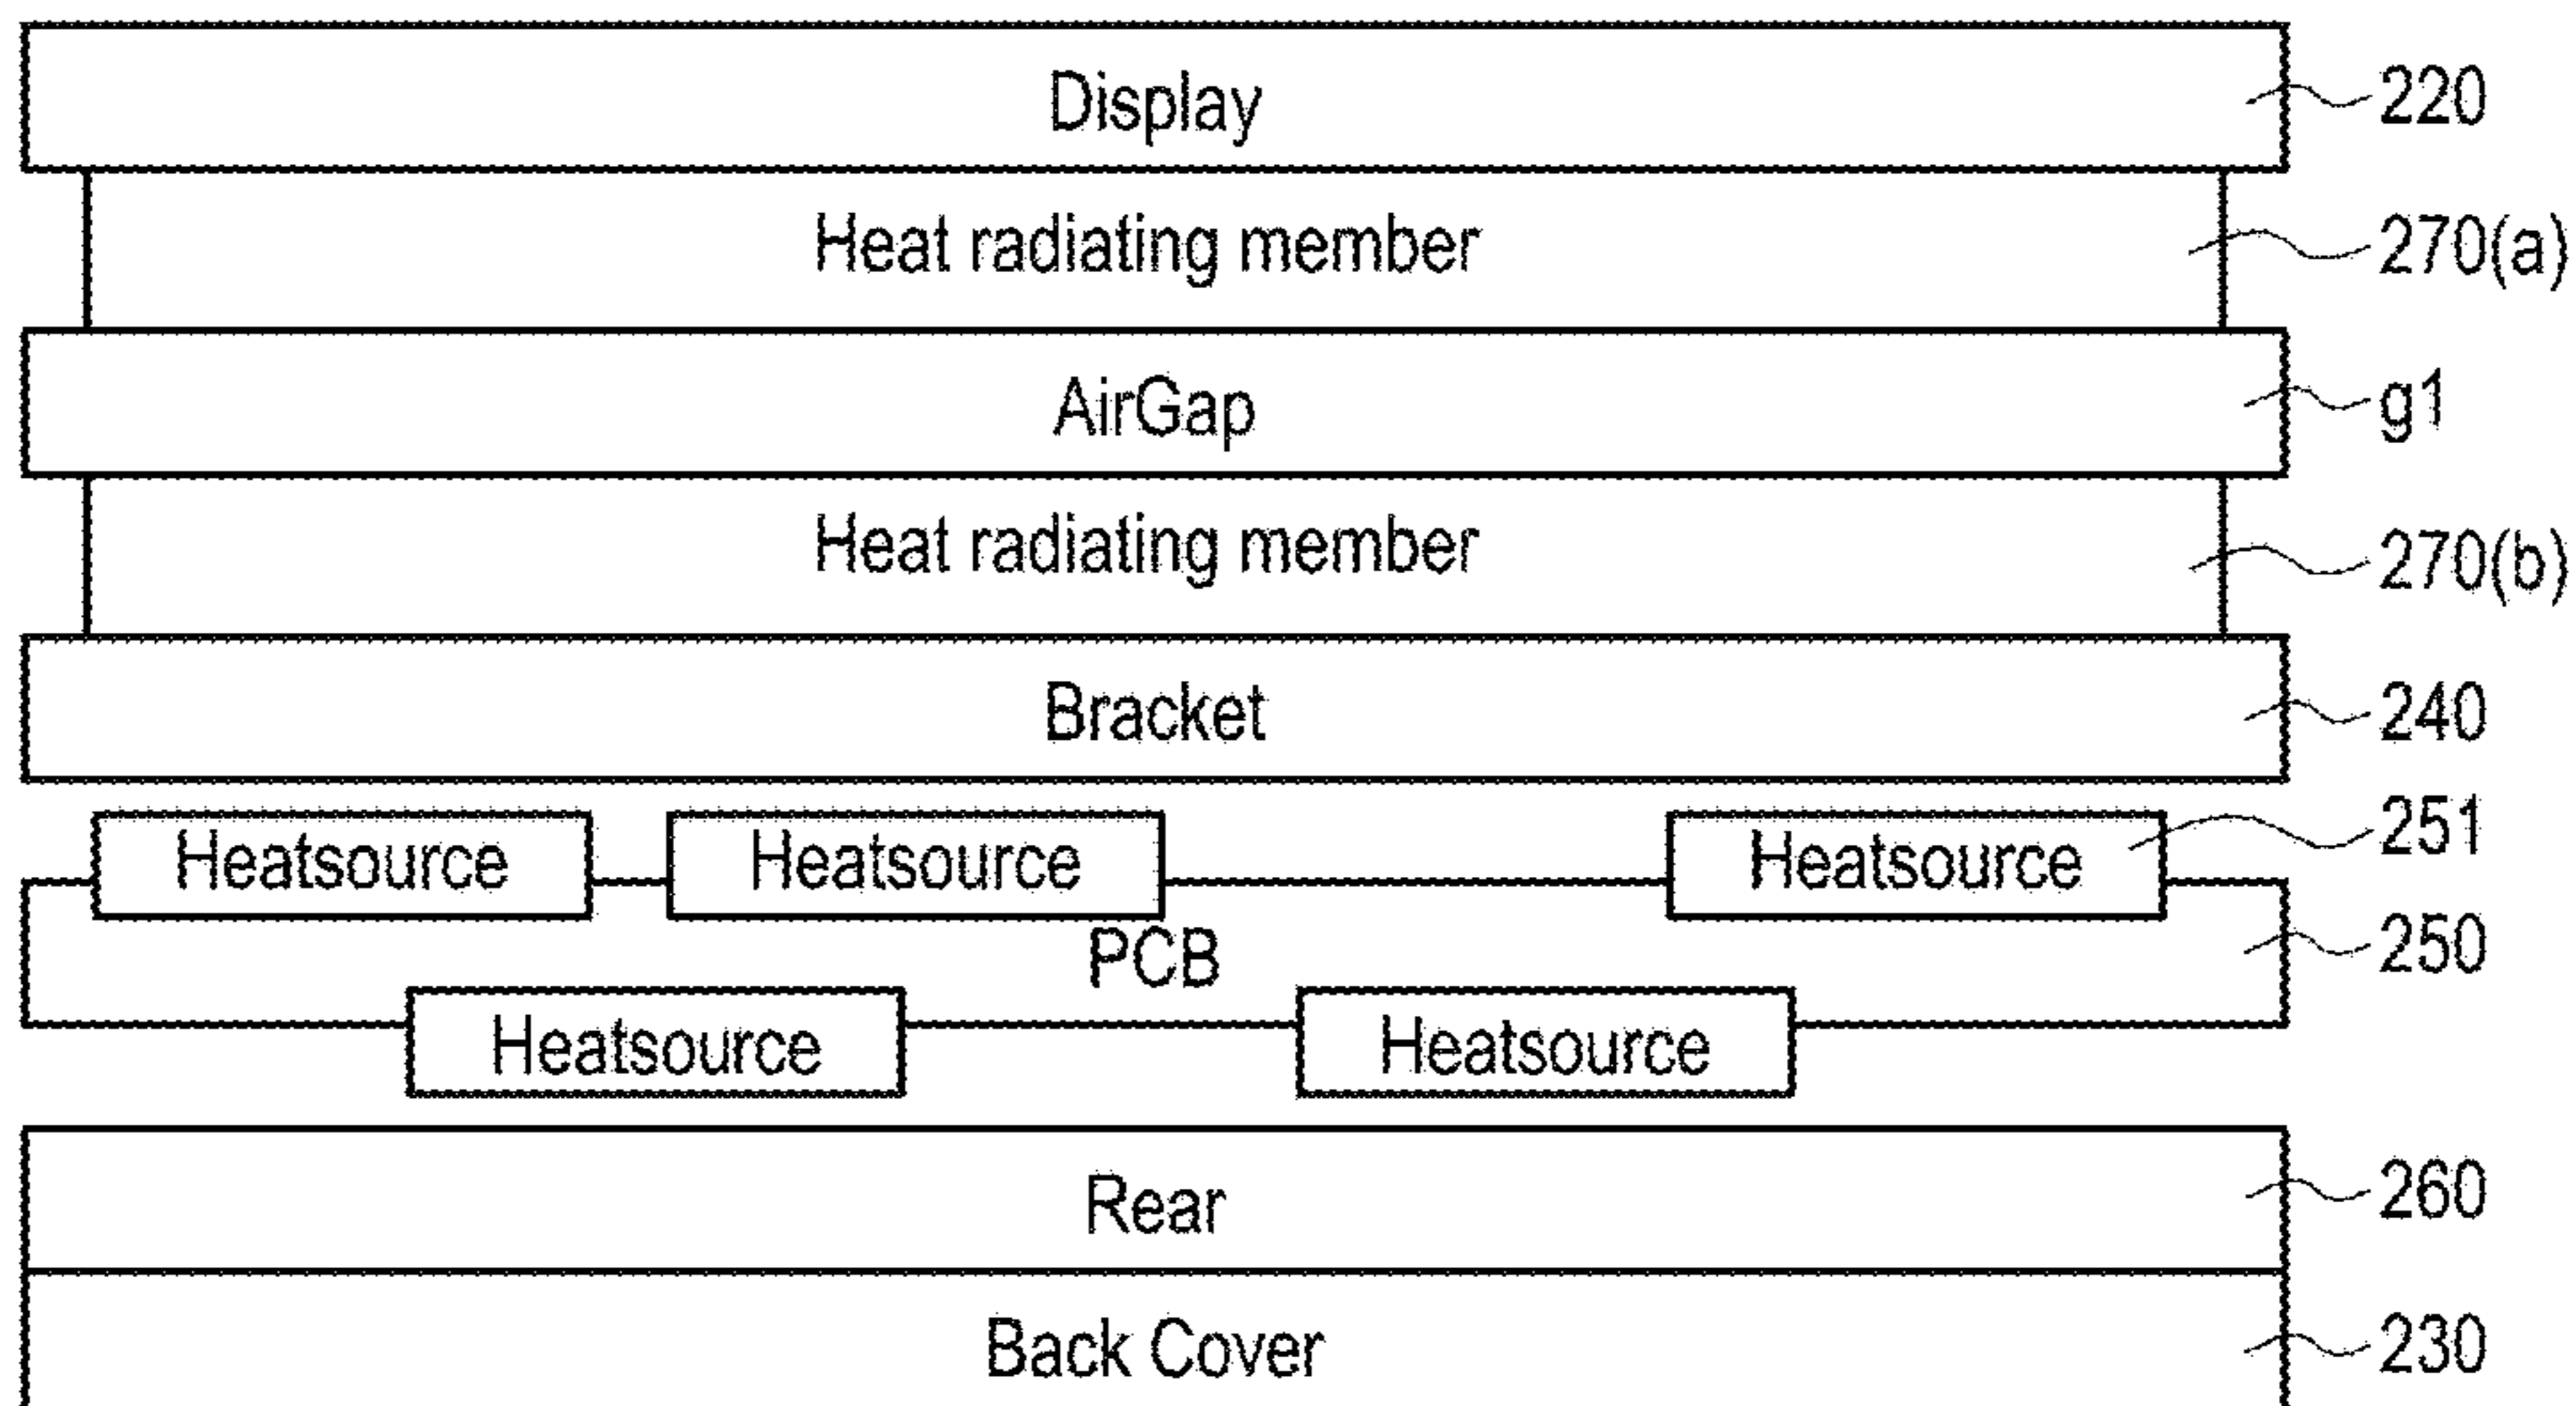 Display 220
Heat radiating member 270(a)
AirGap g1
Heat radiating member 270(b)
Bracket 240
Heatsource Heatsource Heatsource 251
PCB 250
Heatsource Heatsource
Rear 260
Back Cover 230